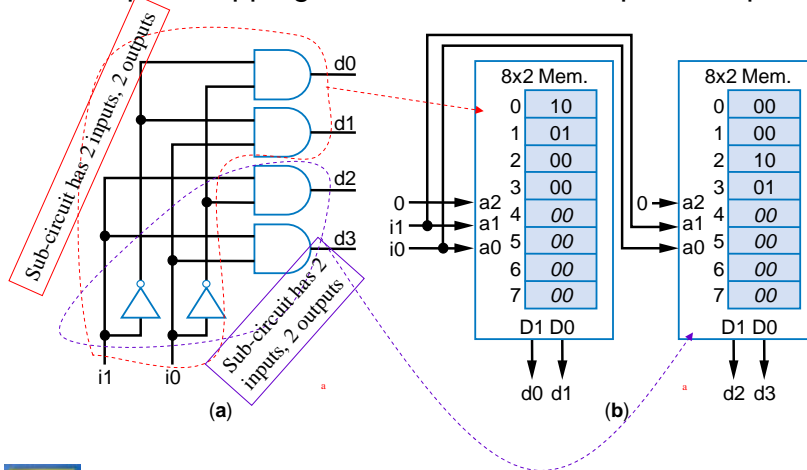 Sub-circuit has 2 inputs, 2 outputs
d0
d1
d2
d3
Sub-circuit has 2
inputs, 2 outputs
i1 i0
a
(a)
8x2 Mem.
0 10
1 01
2 00
3 00
4 00
5 00
6 00
7 00
0 a2
i1 a1
i0 a0
D1 D0
d0 d1
(b)
8x2 Mem.
0 00
1 00
2 10
3 01
4 00
5 00
6 00
7 00
0 a2
a1
a0
D1 D0
a
d2 d3